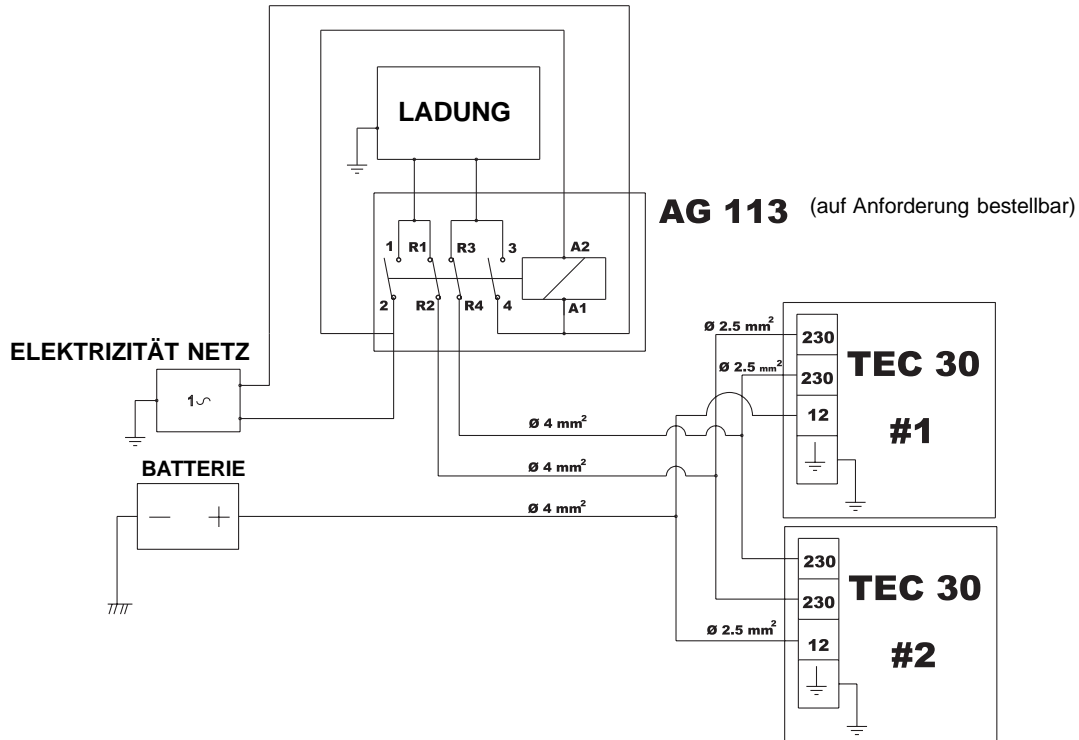 LADUNG
AG 113 (auf Anforderung bestellbar)
1 R1 R3 3 A2
2 R2 R4 4 A1
ELEKTRIZITÄT NETZ
1∿
BATTERIE
— +
Ø 4 mm²
Ø 4 mm²
Ø 4 mm²
Ø 2.5 mm²
Ø 2.5 mm²
230
230
12
TEC 30
#1
Ø 2.5 mm²
230
230
12
TEC 30
#2